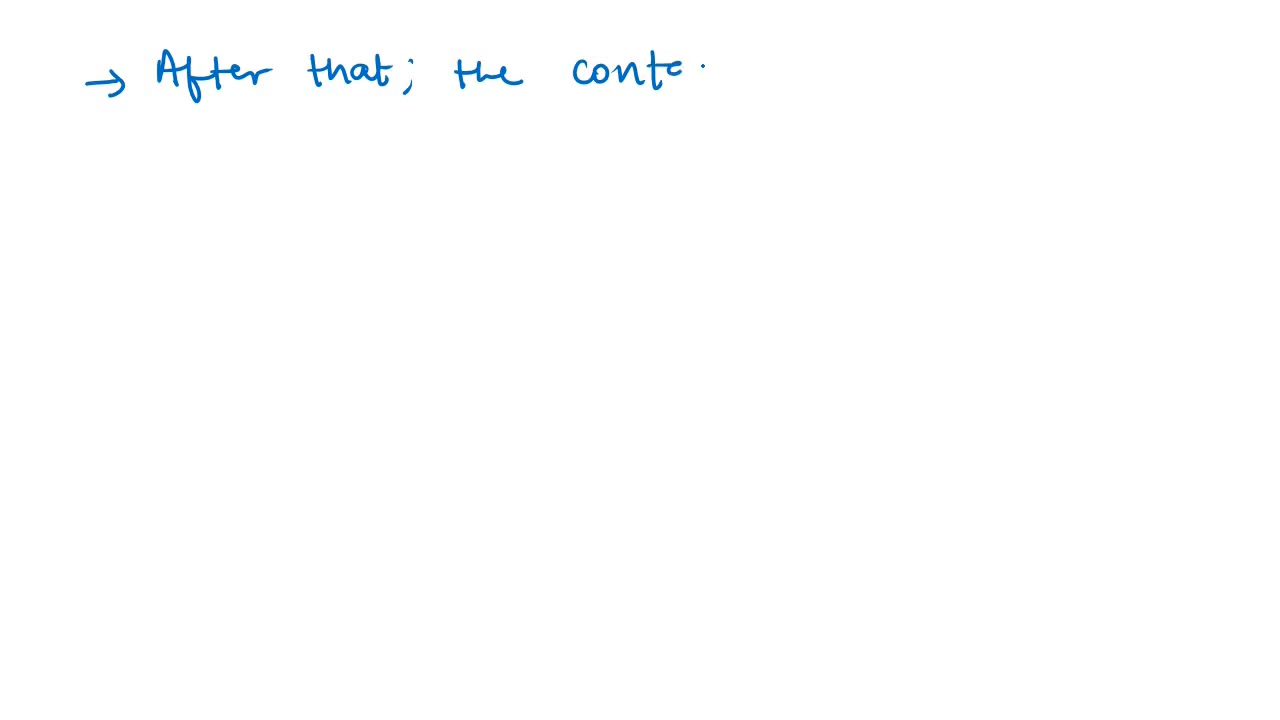 → After that; the conte